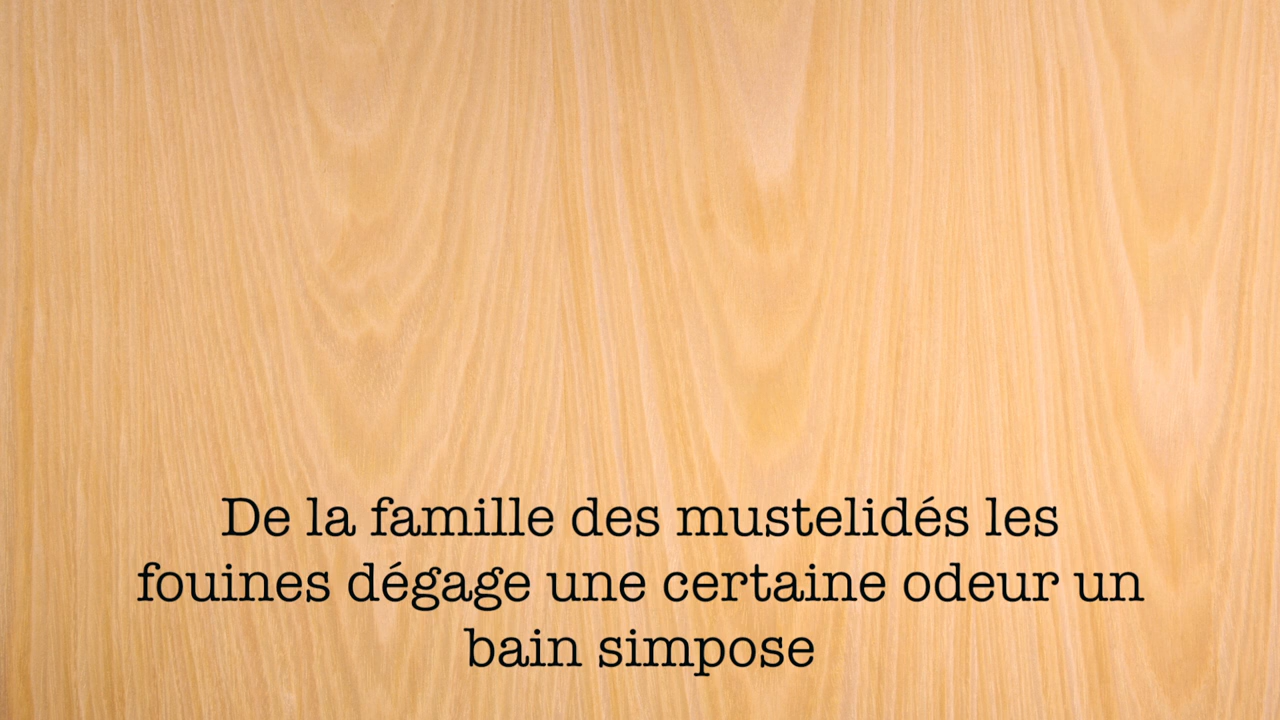 De la famille des mustelidés les
fouines dégage une certaine odeur un
bain simpose